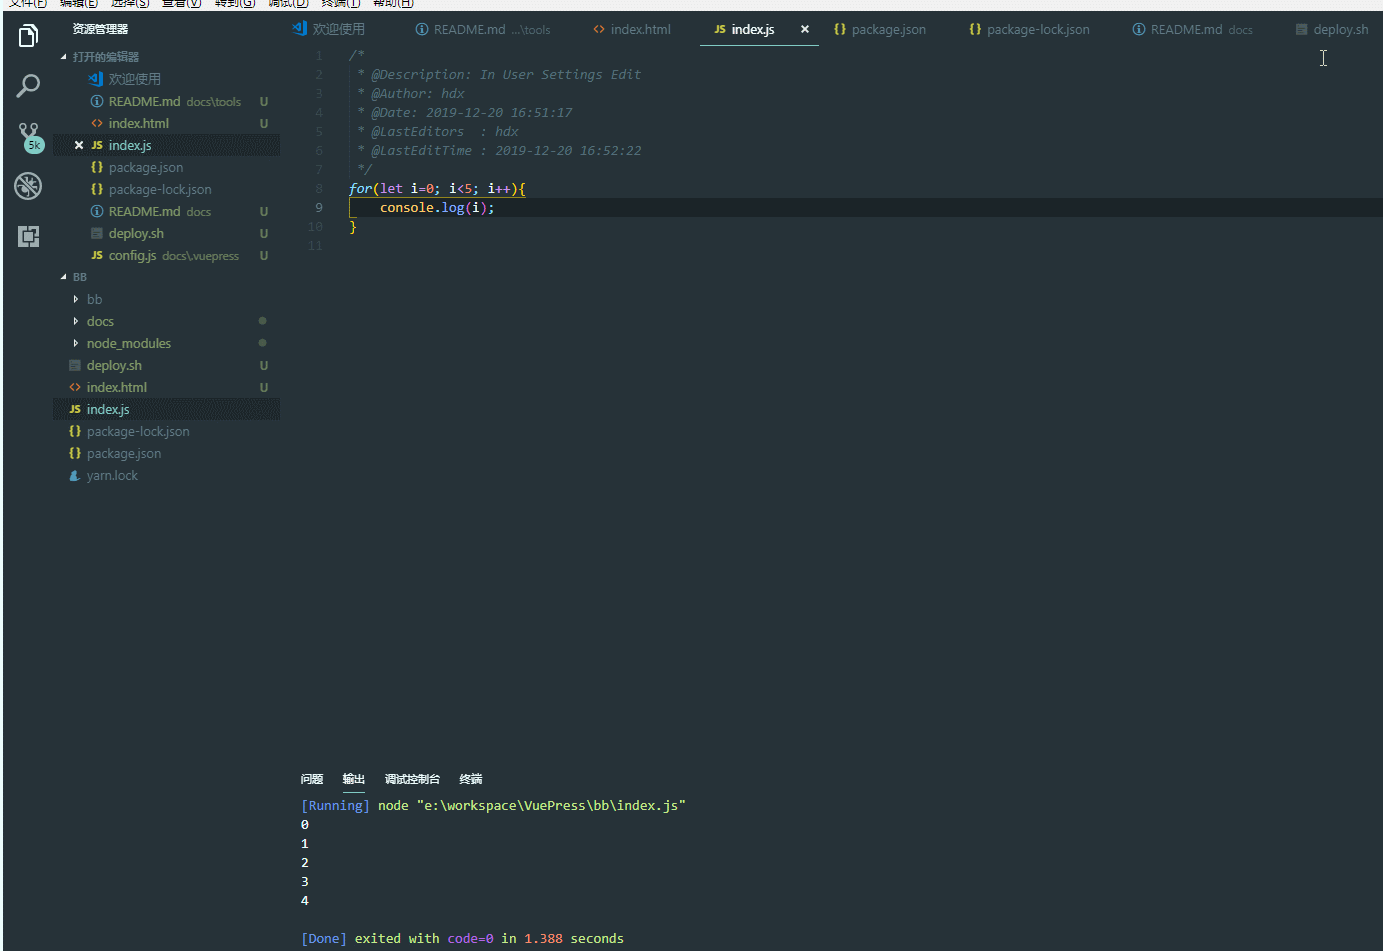 文件(F) 编辑(E) 选择(S) 查看(V) 转到(G) 调试(D) 终端(T) 帮助(H)
资源管理器
打开的编辑器
欢迎使用
README.md docs\tools U
index.html U
JS index.js
{} package.json
{} package-lock.json
README.md docs U
deploy.sh U
JS config.js docs\.vuepress U
5k
BB
bb
docs
node_modules
deploy.sh U
<> index.html U
JS index.js
{} package-lock.json
{} package.json
yarn.lock
欢迎使用 README.md ...\tools <> index.html JS index.js × {} package.json {} package-lock.json README.md docs deploy.sh
1 /*
2 * @Description: In User Settings Edit
3 * @Author: hdx
4 * @Date: 2019-12-20 16:51:17
5 * @LastEditors  : hdx
6 * @LastEditTime : 2019-12-20 16:52:22
7 */
8 for(let i=0; i<5; i++){
9     console.log(i);
10 }
11
问题 输出 调试控制台 终端
[Running] node "e:\workspace\VuePress\bb\index.js"
0
1
2
3
4
[Done] exited with code=0 in 1.388 seconds